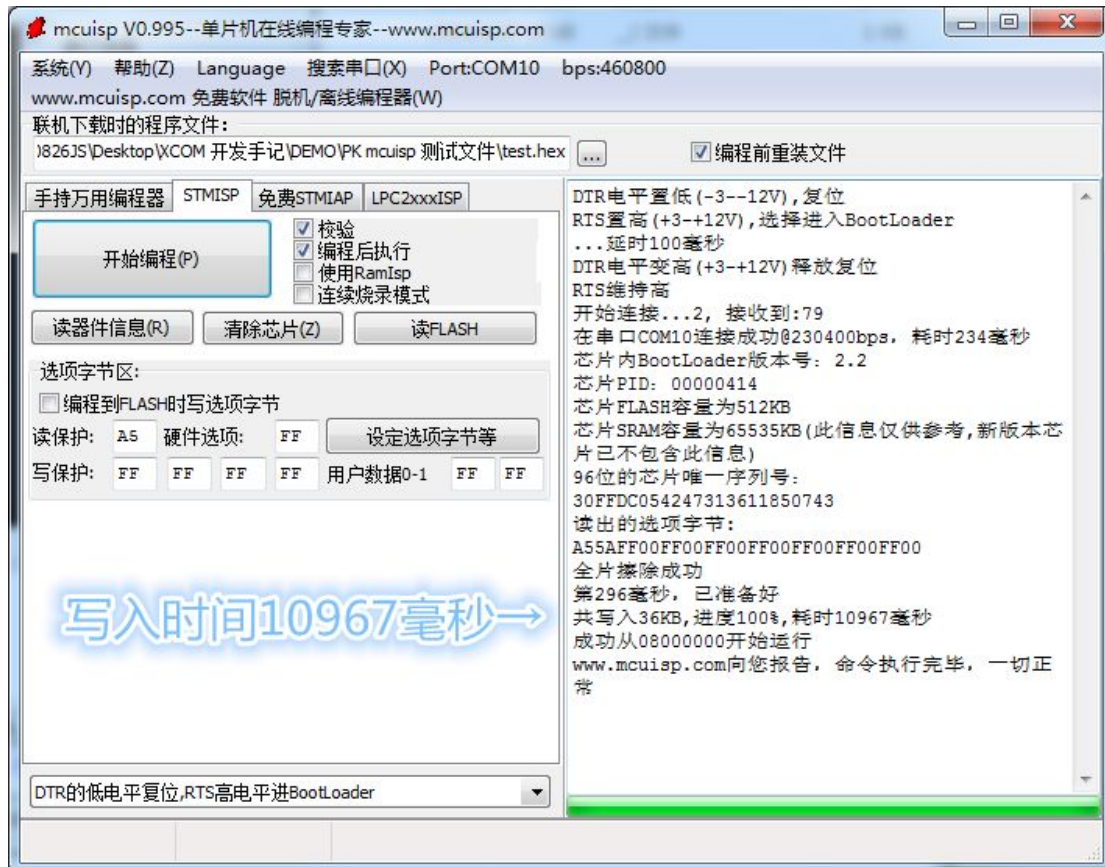 mcuisp V0.995--单片机在线编程专家--www.mcuisp.com
系统(Y) 帮助(Z) Language 搜索串口(X) Port:COM10 bps:460800
www.mcuisp.com 免费软件 脱机/离线编程器(W)
联机下载时的程序文件:
)826JS\Desktop\XCOM 开发手记\DEMO\PK mcuisp 测试文件\test.hex ... 编程前重装文件
手持万用编程器 STMISP 免费STMIAP LPC2xxxISP
开始编程(P)
校验
编程后执行
使用RamIsp
连续烧录模式
读器件信息(R) 清除芯片(Z) 读FLASH
选项字节区:
编程到FLASH时写选项字节
读保护: A5 硬件选项: FF 设定选项字节等
写保护: FF FF FF FF 用户数据0-1 FF FF
写入时间10967毫秒→
DTR的低电平复位,RTS高电平进BootLoader
DTR电平置低(-3--12V),复位
RTS置高(+3-+12V),选择进入BootLoader
...延时100毫秒
DTR电平变高(+3-+12V)释放复位
RTS维持高
开始连接...2, 接收到:79
在串口COM10连接成功@230400bps, 耗时234毫秒
芯片内BootLoader版本号: 2.2
芯片PID: 00000414
芯片FLASH容量为512KB
芯片SRAM容量为65535KB(此信息仅供参考,新版本芯
片已不包含此信息)
96位的芯片唯一序列号:
30FFDC054247313611850743
读出的选项字节:
A55AFF00FF00FF00FF00FF00FF00FF00
全片擦除成功
第296毫秒, 已准备好
共写入36KB,进度100%,耗时10967毫秒
成功从08000000开始运行
www.mcuisp.com向您报告, 命令执行完毕, 一切正
常